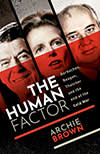 Gorbachev,
Reagan,
Thatcher
and the
end of the
Cold War
THE
HUMAN
FACTOR
ARCHIE
BROWN